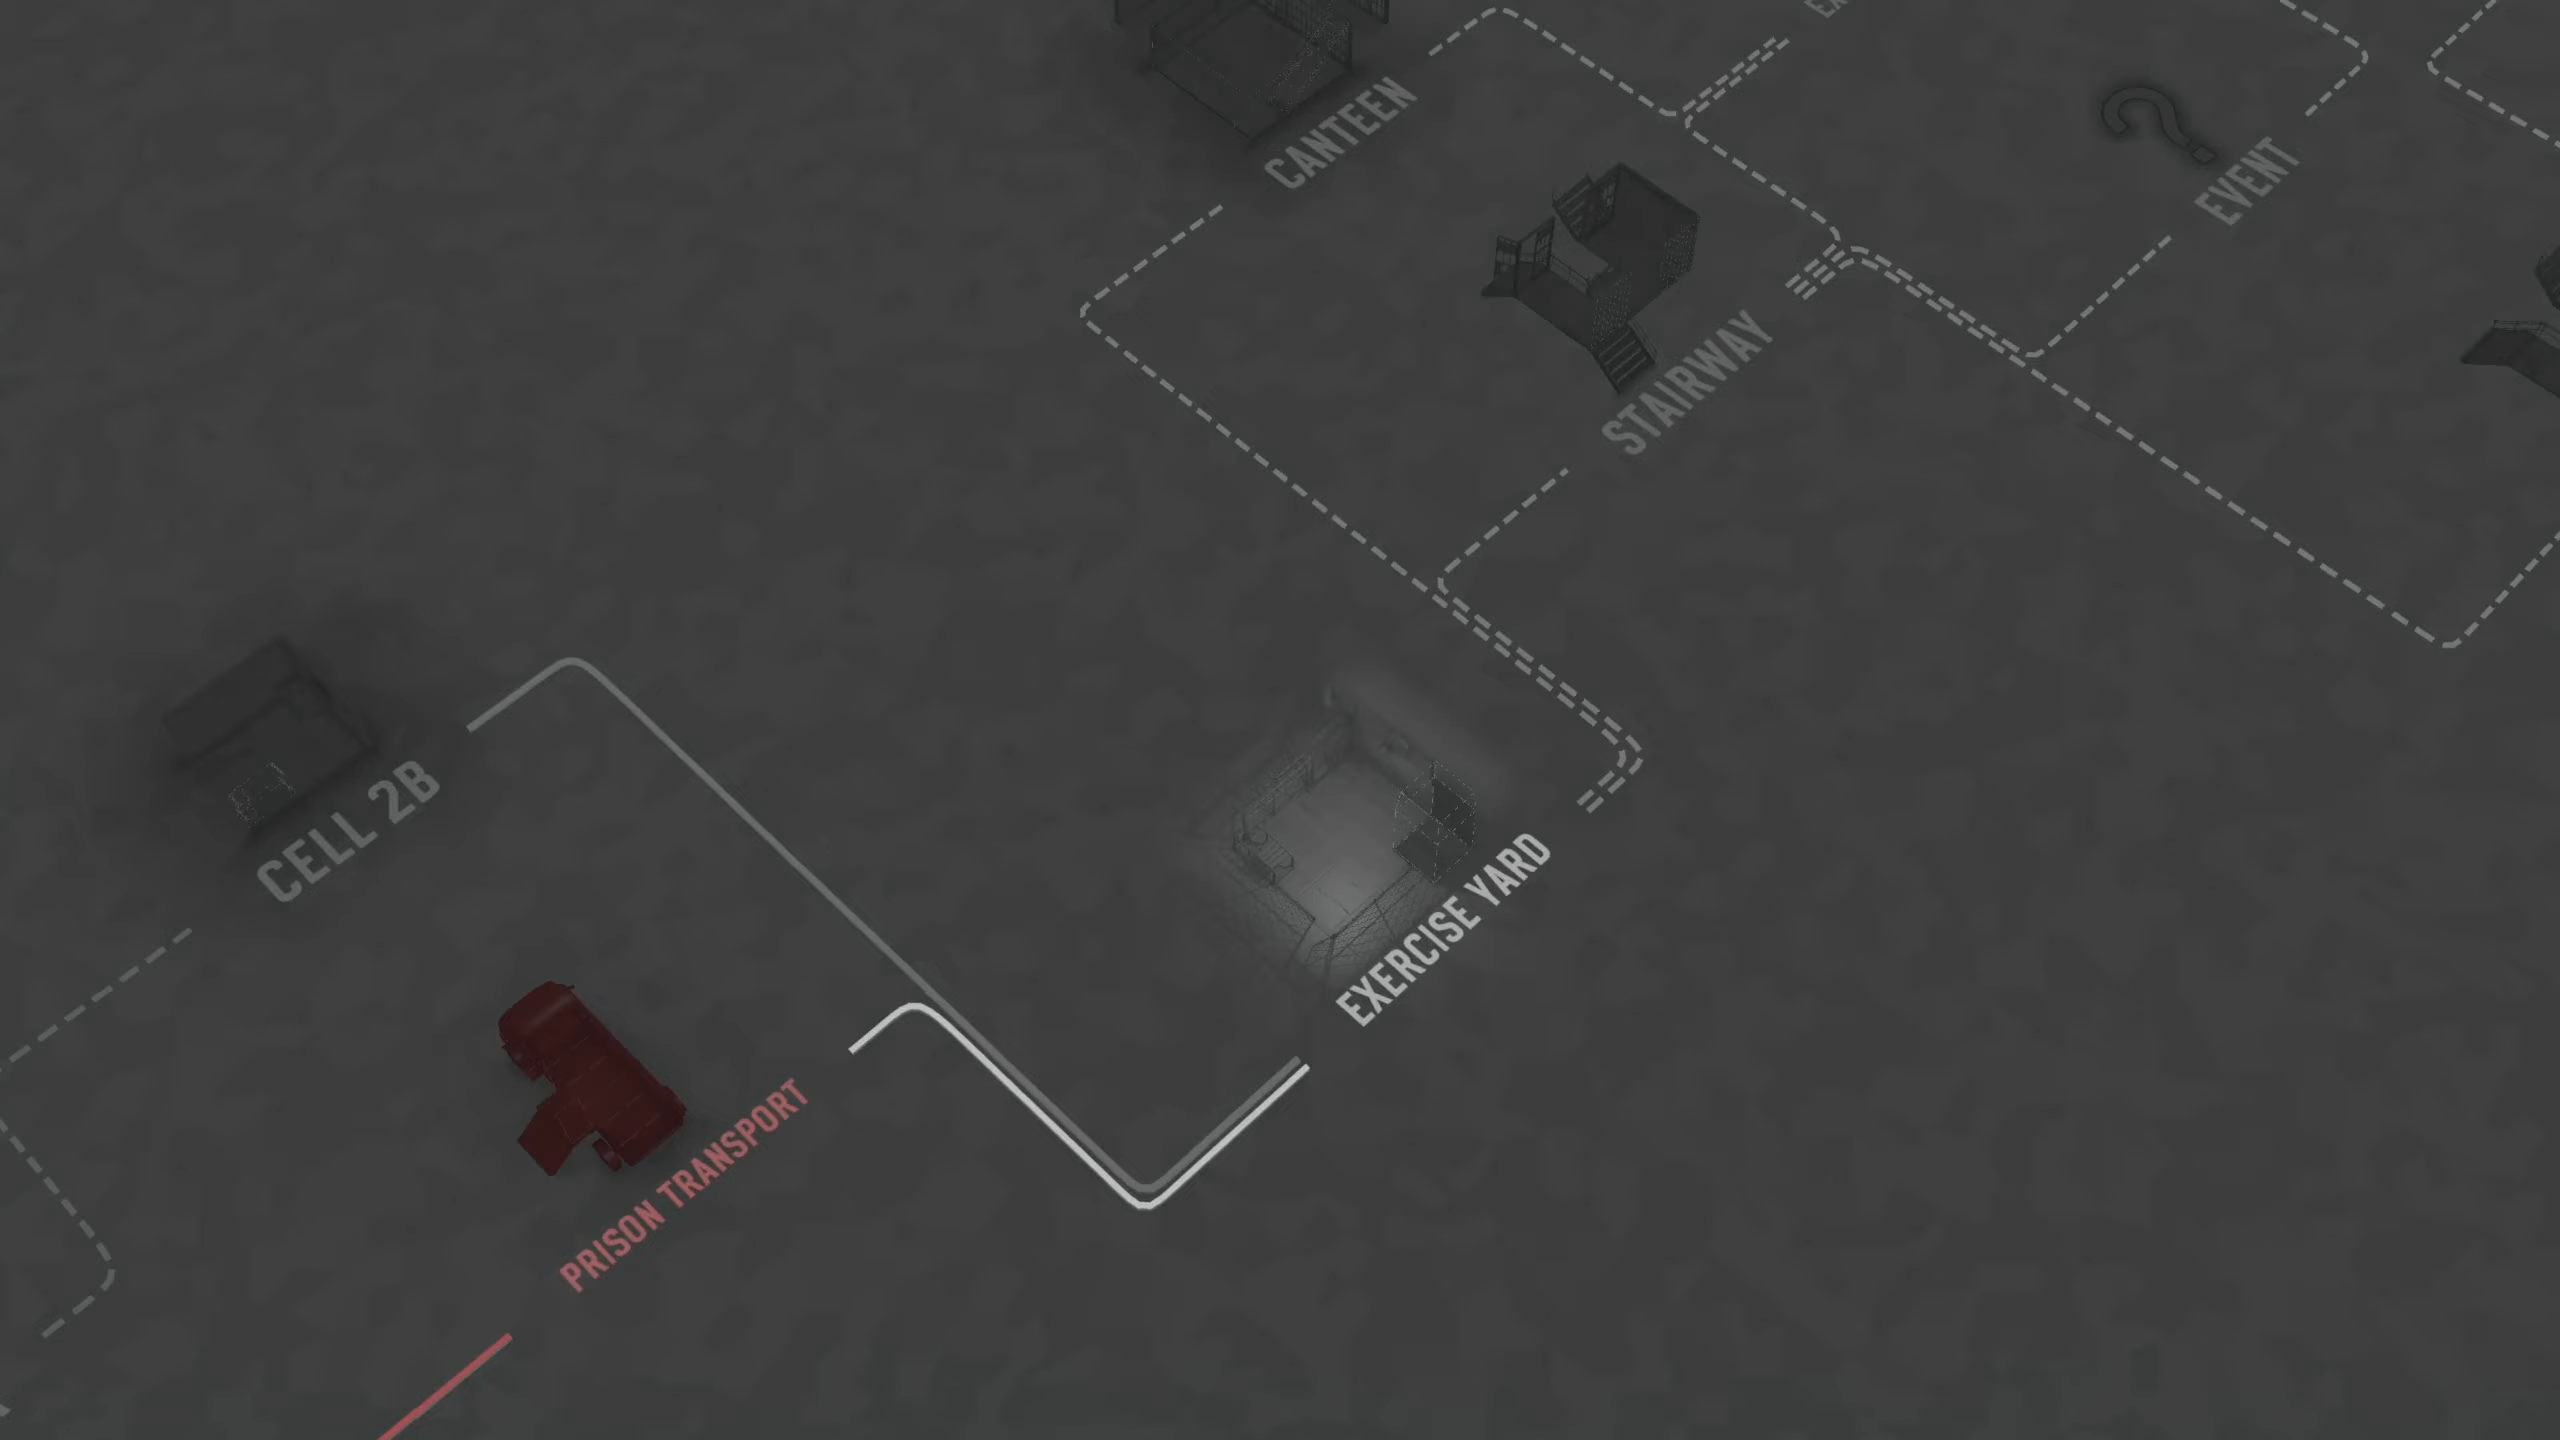 CANTEEN
EVENT
STAIRWAY
CELL 2B
EXERCISE YARD
PRISON TRANSPORT